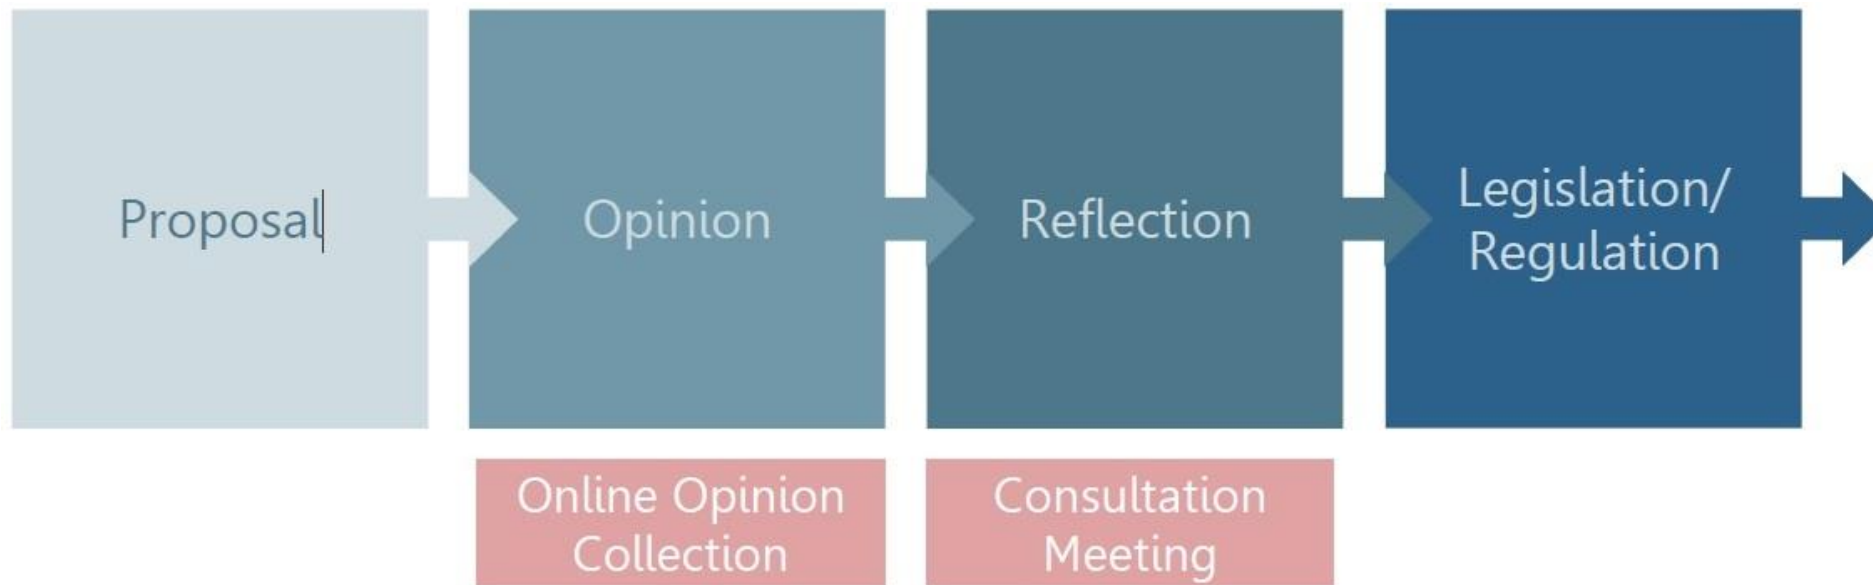 Proposal
Opinion
Reflection
Legislation/
Regulation
Online Opinion
Collection
Consultation
Meeting